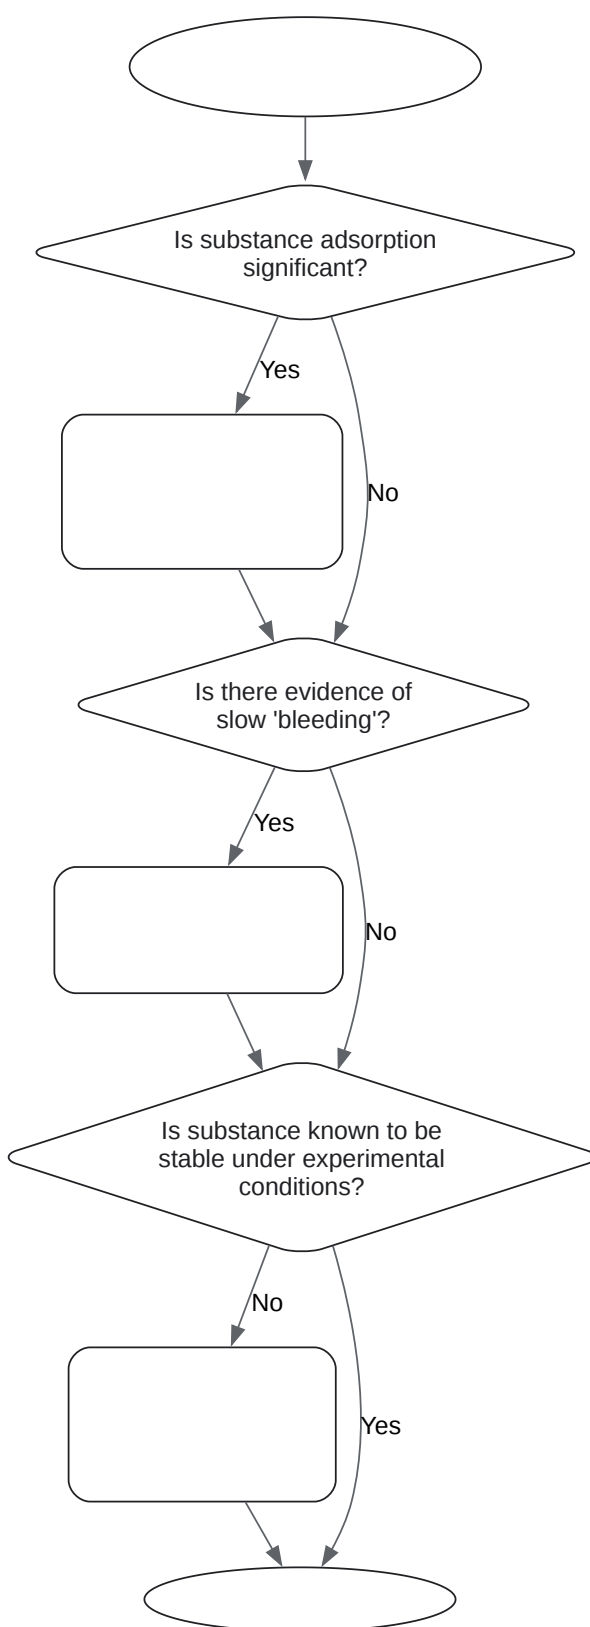 Is substance adsorption
significant?
Yes
No
Is there evidence of
slow 'bleeding'?
Yes
No
Is substance known to be
stable under experimental
conditions?
No
Yes